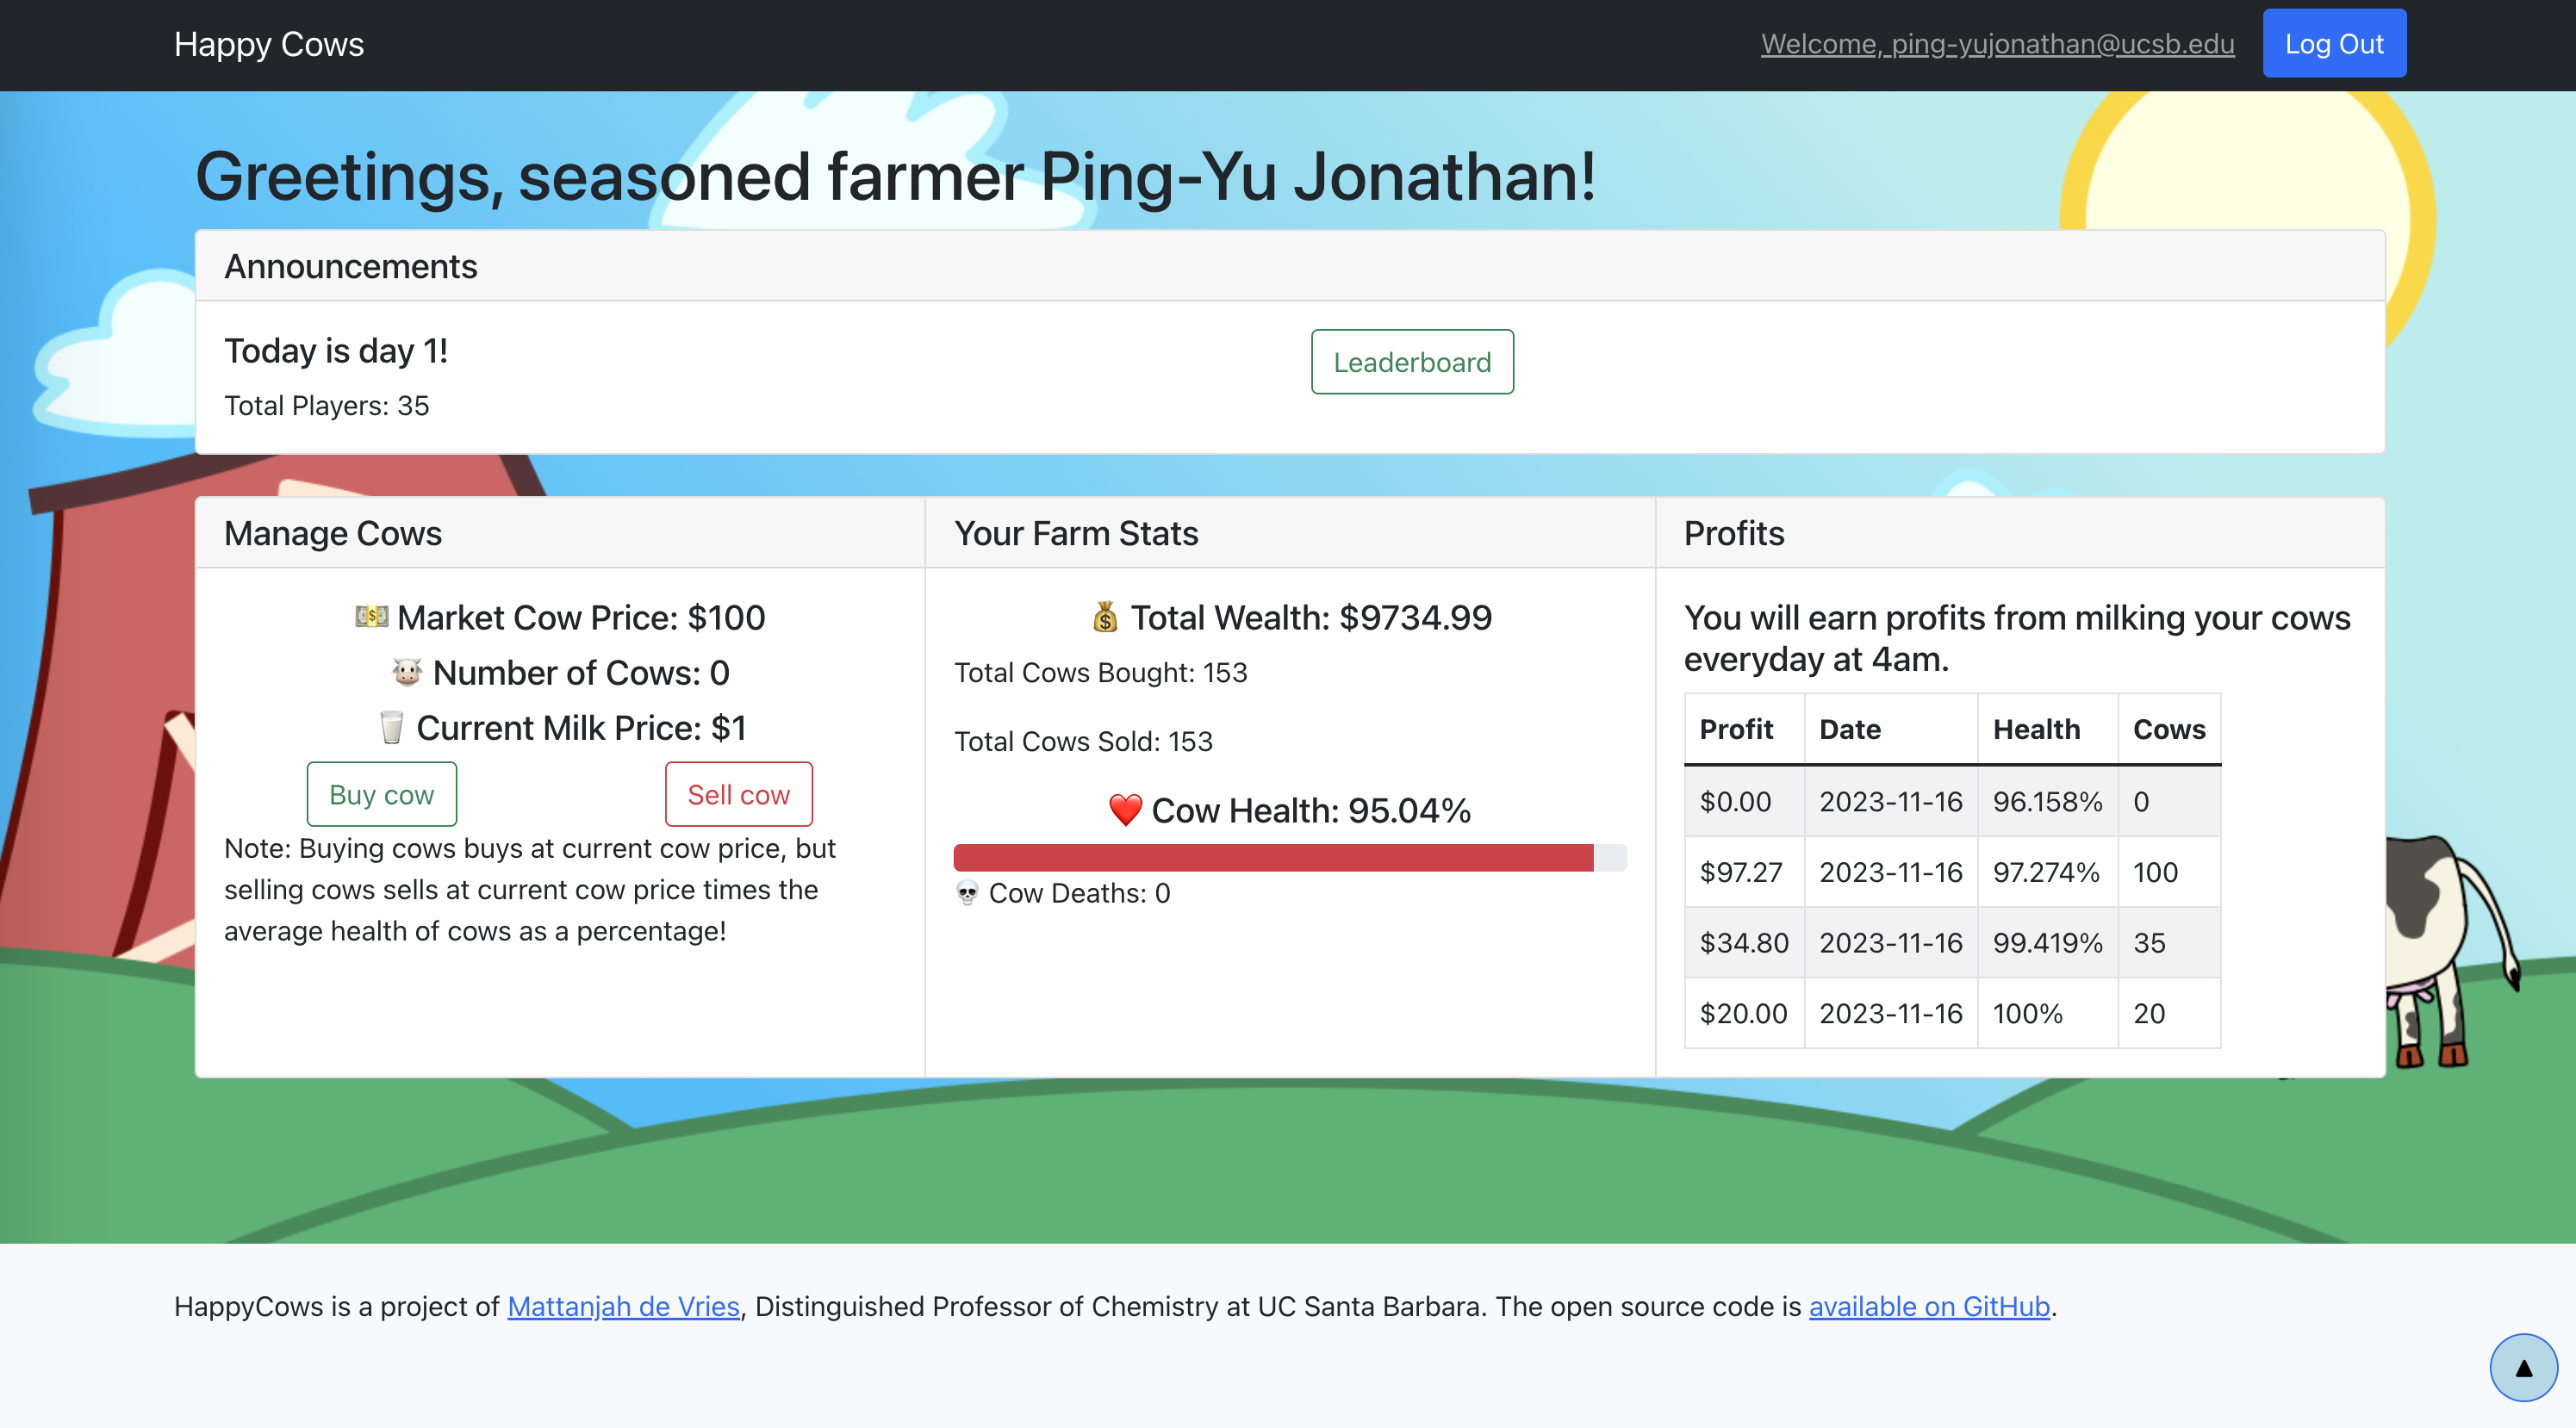 Happy Cows
Welcome, ping-yujonathan@ucsb.edu
Log Out
Greetings, seasoned farmer Ping-Yu Jonathan!
Announcements
Today is day 1!
Total Players: 35
Leaderboard
Manage Cows
💵 Market Cow Price: $100
🐮 Number of Cows: 0
🥛 Current Milk Price: $1
Buy cow
Sell cow
Note: Buying cows buys at current cow price, but
selling cows sells at current cow price times the
average health of cows as a percentage!
Your Farm Stats
💰 Total Wealth: $9734.99
Total Cows Bought: 153
Total Cows Sold: 153
❤️ Cow Health: 95.04%
💀 Cow Deaths: 0
Profits
You will earn profits from milking your cows
everyday at 4am.
Profit Date Health Cows
$0.00 2023-11-16 96.158% 0
$97.27 2023-11-16 97.274% 100
$34.80 2023-11-16 99.419% 35
$20.00 2023-11-16 100% 20
HappyCows is a project of Mattanjah de Vries, Distinguished Professor of Chemistry at UC Santa Barbara. The open source code is available on GitHub.
▲